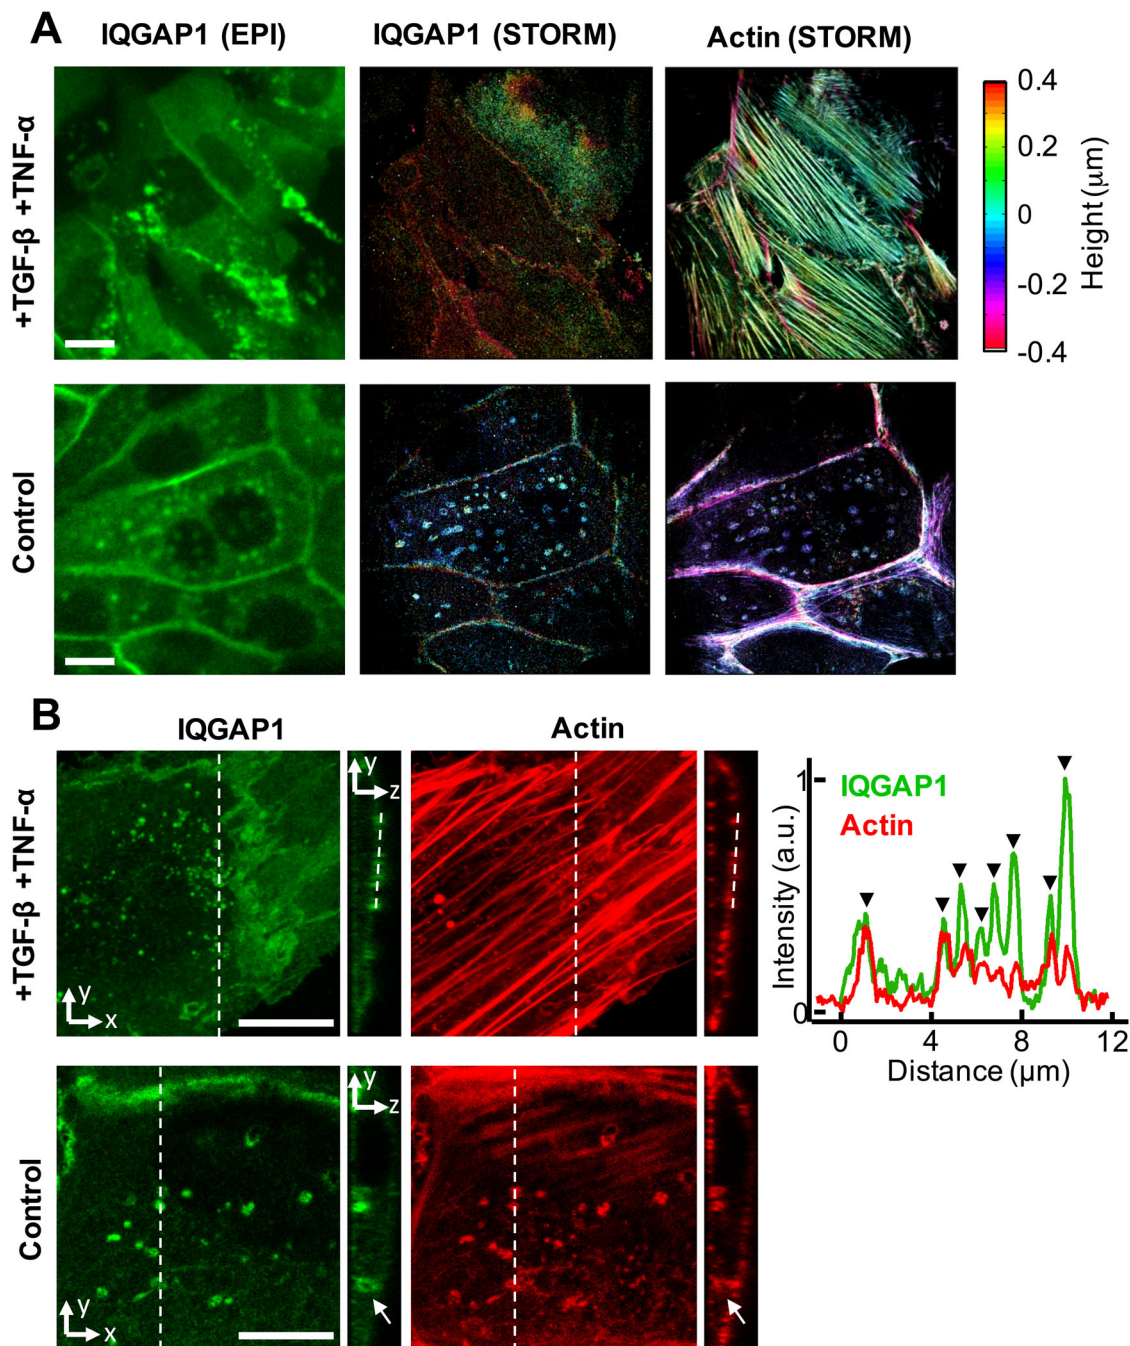 A
IQGAP1 (EPI)
IQGAP1 (STORM)
Actin (STORM)
+TGF-β +TNF-α
0.4
0.2
0
-0.2
-0.4
Height (μm)
Control
B
IQGAP1
Actin
+TGF-β +TNF-α
y
x
y
z
1
0
Intensity (a.u.)
IQGAP1
Actin
0
4
8
12
Distance (μm)
Control
y
x
y
z